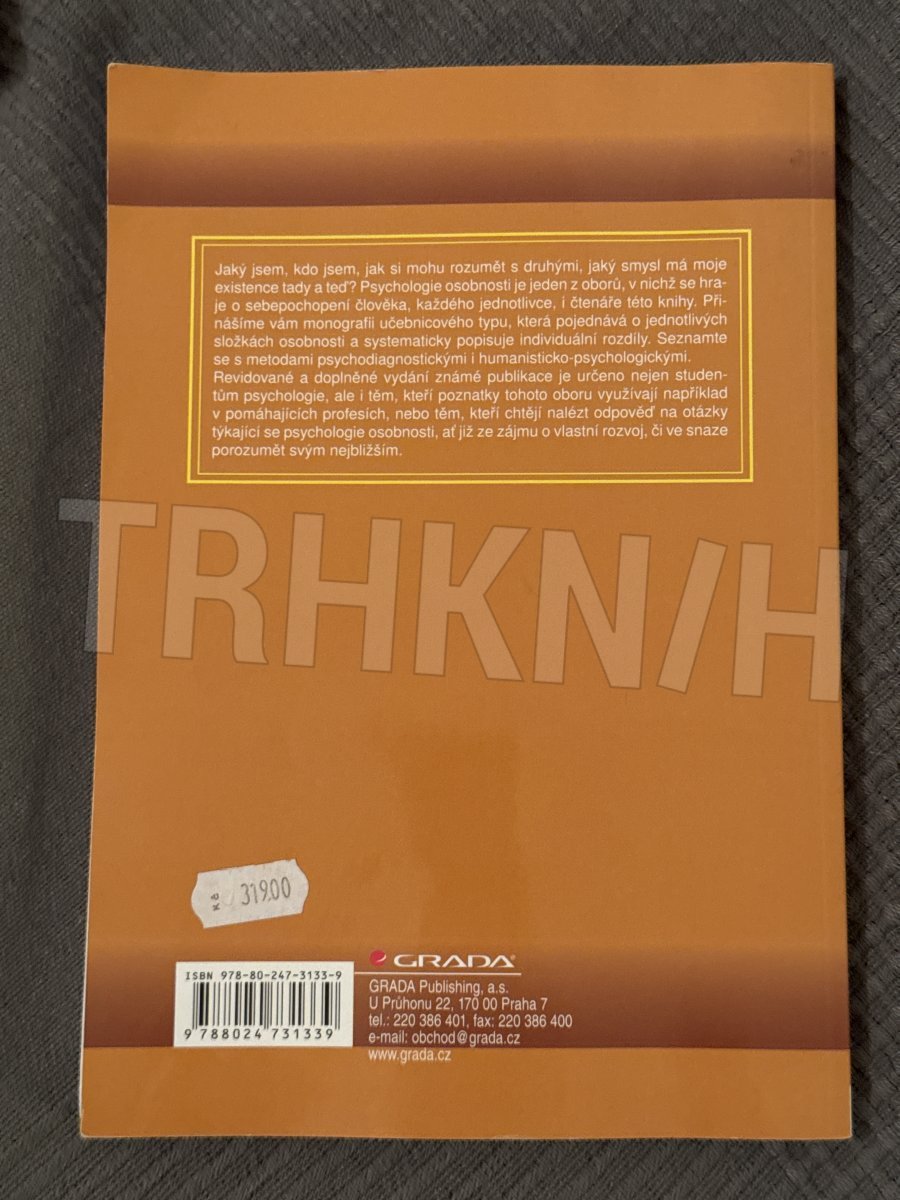 Jaký jsem, kdo jsem, jak si mohu rozumět s druhými, jaký smysl má moje
existence tady a teď? Psychologie osobnosti je jeden z oborů, v nichž se hra-
je o sebepochopení člověka, každého jednotlivce, i čtenáře této knihy. Při-
nášíme vám monografii učebnicového typu, která pojednává o jednotlivých
složkách osobnosti a systematicky popisuje individuální rozdíly. Seznamte
se s metodami psychodiagnostickými i humanisticko-psychologickými.
Revidované a doplněné vydání známé publikace je určeno nejen studen-
tům psychologie, ale i těm, kteří poznatky tohoto oboru využívají například
v pomáhajících profesích, nebo těm, kteří chtějí nalézt odpověď na otázky
týkající se psychologie osobnosti, ať již ze zájmu o vlastní rozvoj, či ve snaze
porozumět svým nejbližším.
TRHKN/H
Kč 319.00
GRADA®
ISBN 978-80-247-3133-9
9 788024 731339
GRADA Publishing, a.s.
U Průhonu 22, 170 00 Praha 7
tel.: 220 386 401, fax: 220 386 400
e-mail: obchod@grada.cz
www.grada.cz